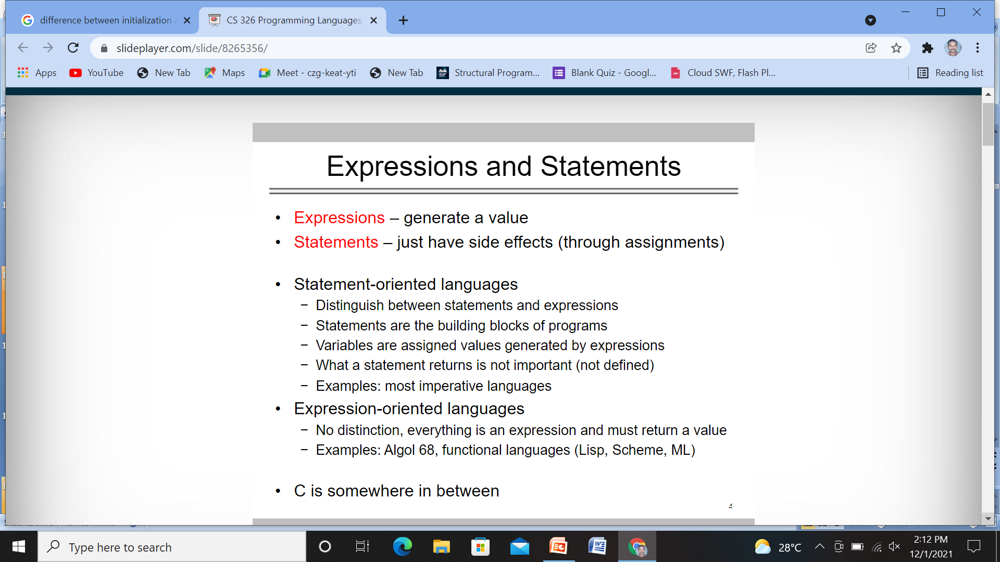 difference between initialization
CS 326 Programming Languages,
slideplayer.com/slide/8265356/
Apps YouTube New Tab Maps Meet - czg-keat-yti New Tab Structural Program... Blank Quiz - Googl... Cloud SWF, Flash Pl... Reading list
Expressions and Statements
• Expressions – generate a value
• Statements – just have side effects (through assignments)
• Statement-oriented languages
– Distinguish between statements and expressions
– Statements are the building blocks of programs
– Variables are assigned values generated by expressions
– What a statement returns is not important (not defined)
– Examples: most imperative languages
• Expression-oriented languages
– No distinction, everything is an expression and must return a value
– Examples: Algol 68, functional languages (Lisp, Scheme, ML)
• C is somewhere in between
4
Type here to search
28°C
2:12 PM
12/1/2021